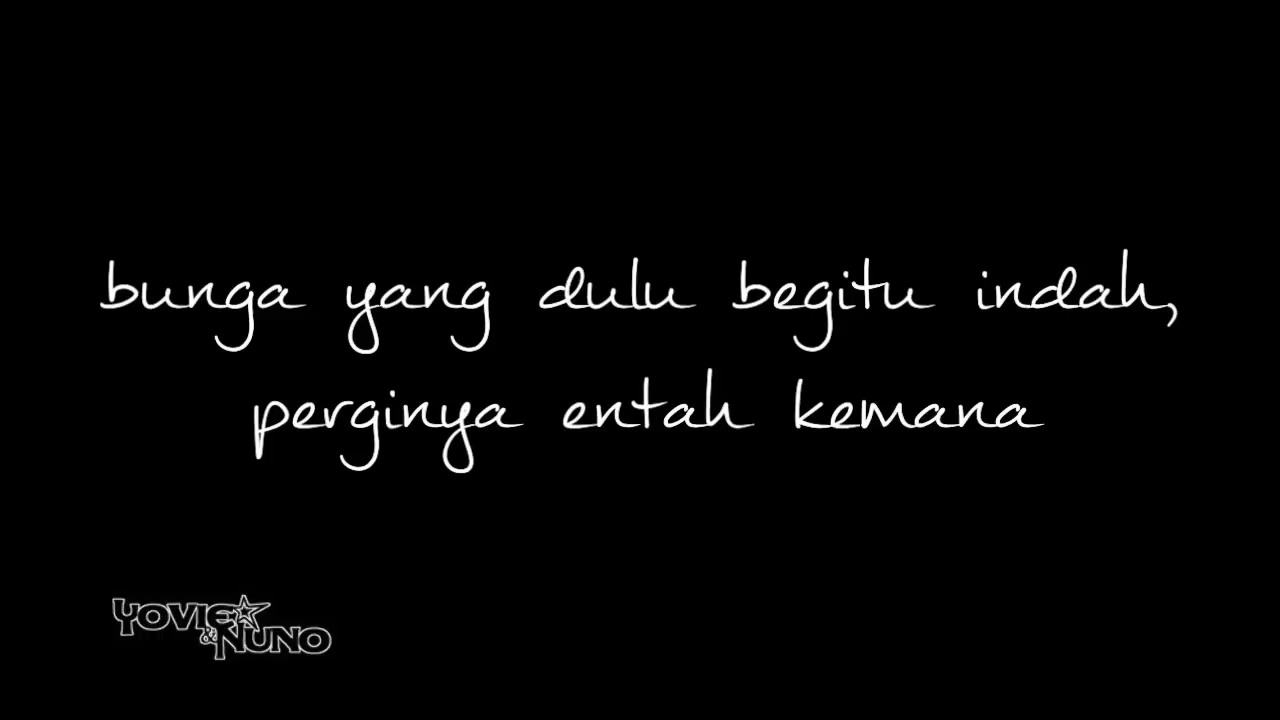 bunga yang dulu begitu indah,
perginya entah kemana
YOVIE
& NUNO